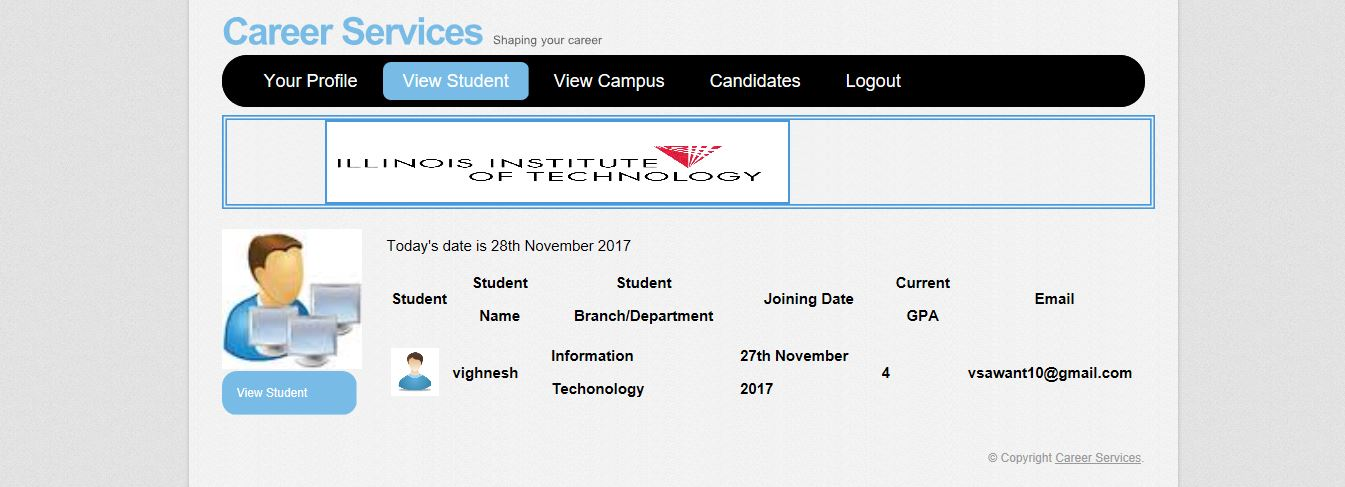 Career Services Shaping your career
Your Profile View Student View Campus Candidates Logout
ILLINOIS INSTITUTE
OF TECHNOLOGY
Today's date is 28th November 2017
Student
Student
Name
Student
Branch/Department
Joining Date
Current
GPA
Email
vighnesh
Information
Techonology
27th November
2017
4
vsawant10@gmail.com
View Student
© Copyright Career Services.